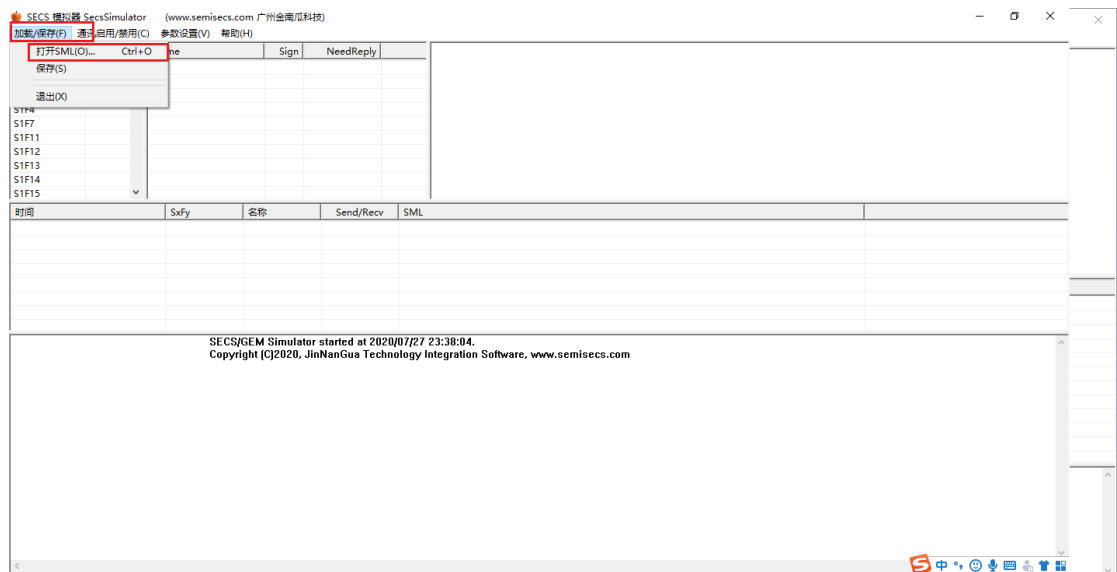 SECS 模拟器 SecsSimulator (www.semisecs.com 广州金南瓜科技)
加载/保存(F) 通讯启用/禁用(C) 参数设置(V) 帮助(H)
打开SML(O)... Ctrl+O
保存(S)
退出(X)
me Sign NeedReply
S1F4
S1F7
S1F11
S1F12
S1F13
S1F14
S1F15
时间 SxFy 名称 Send/Recv SML
SECS/GEM Simulator started at 2020/07/27 23:38:04.
Copyright (C)2020, JinNanGua Technology Integration Software, www.semisecs.com
中